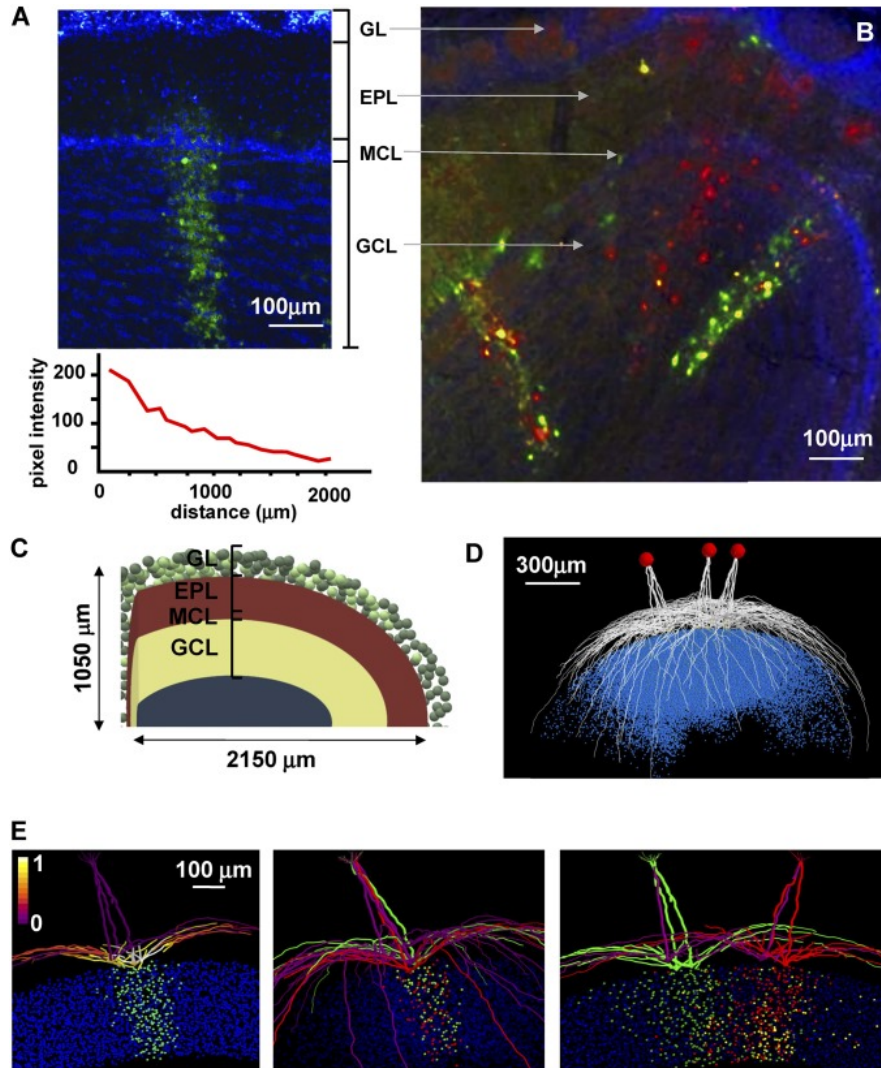 A
GL
EPL
MCL
GCL
100μm
B
100μm
200
100
0
pixel intensity
0
1000
2000
distance (μm)
C
GL
EPL
MCL
GCL
1050 μm
2150 μm
D
300μm
E
1
0
100 μm